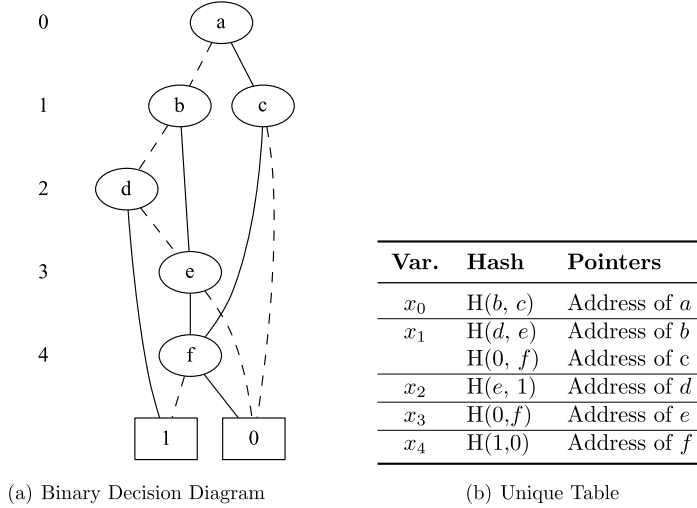 0
a
1
b
c
2
d
3
e
4
f
1
0
(a) Binary Decision Diagram
Var. Hash Pointers
x0 H(b, c) Address of a
x1 H(d, e) Address of b
H(0, f) Address of c
x2 H(e, 1) Address of d
x3 H(0,f) Address of e
x4 H(1,0) Address of f
(b) Unique Table